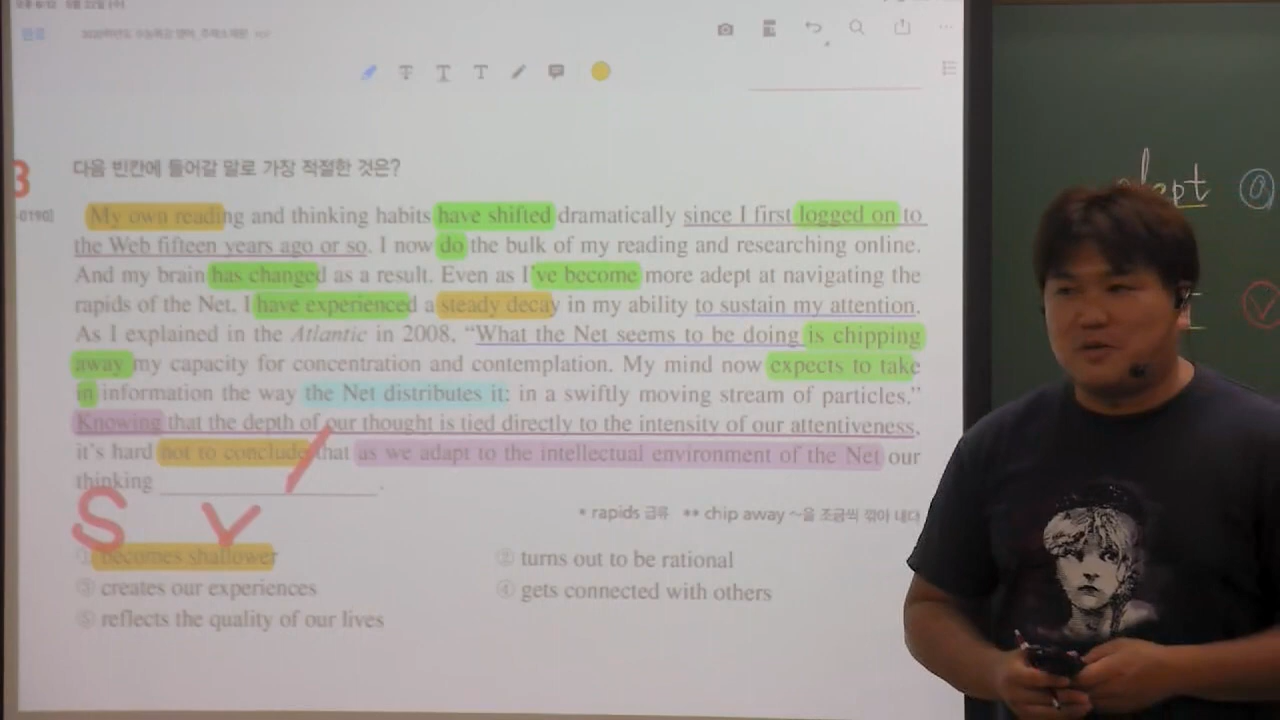 완료
3
다음 빈칸에 들어갈 말로 가장 적절한 것은?
-0190]
My own reading and thinking habits have shifted dramatically since I first logged on to
the Web fifteen years ago or so. I now do the bulk of my reading and researching online.
And my brain has changed as a result. Even as I've become more adept at navigating the
rapids of the Net, I have experienced a steady decay in my ability to sustain my attention.
As I explained in the Atlantic in 2008, “What the Net seems to be doing is chipping
away my capacity for concentration and contemplation. My mind now expects to take
in information the way the Net distributes it: in a swiftly moving stream of particles.”
Knowing that the depth of our thought is tied directly to the intensity of our attentiveness,
it's hard not to conclude that as we adapt to the intellectual environment of the Net our
thinking ____________________.
S V
* rapids 급류 ** chip away ~을 조금씩 깎아 내다
① becomes shallower
② turns out to be rational
③ creates our experiences
④ gets connected with others
⑤ reflects the quality of our lives